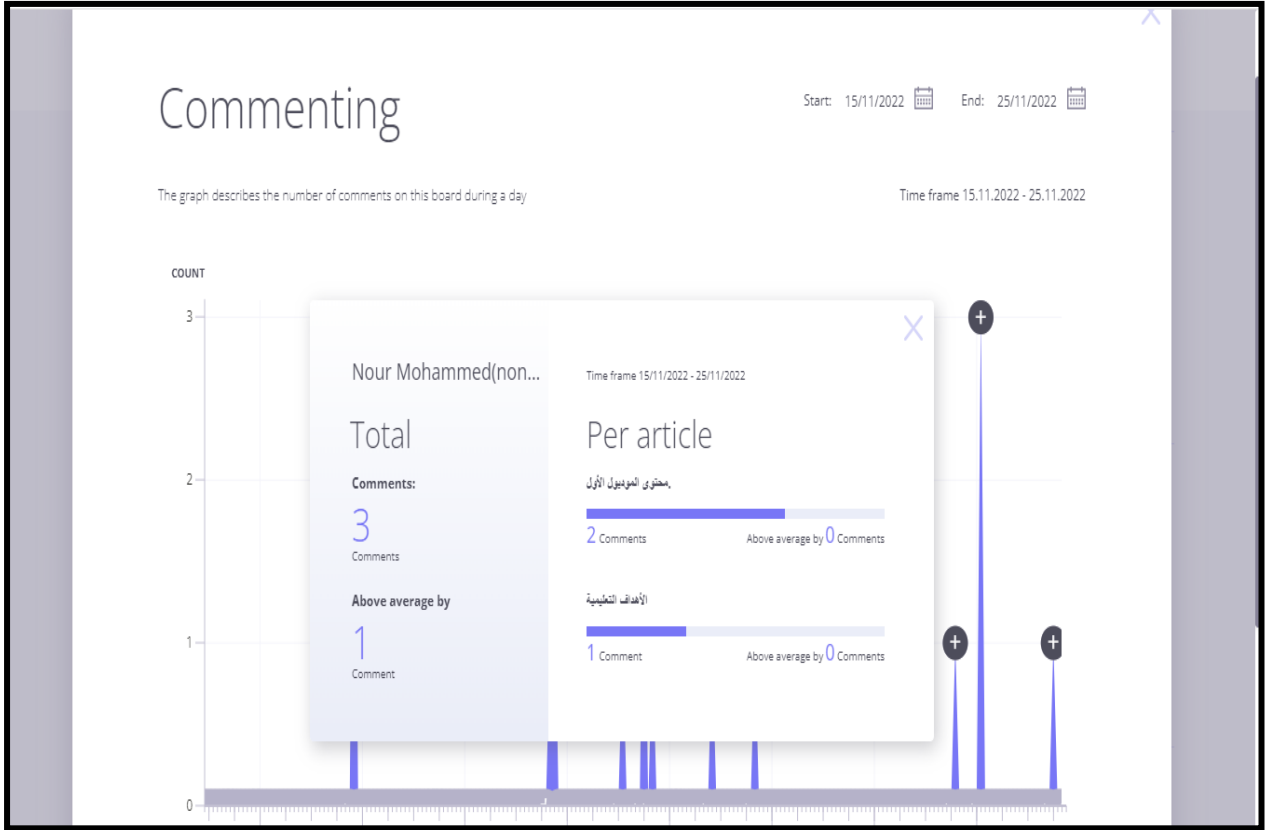 Commenting
Start: 15/11/2022 End: 25/11/2022
The graph describes the number of comments on this board during a day
Time frame 15.11.2022 - 25.11.2022
COUNT
3
2
1
0
Nour Mohammed(non...
Total
Comments:
3
Comments
Above average by
1
Comment
Time frame 15/11/2022 - 25/11/2022
Per article
محتوى الموديول الأول.
2 Comments Above average by 0 Comments
الأهداف التعليمية
1 Comment Above average by 0 Comments